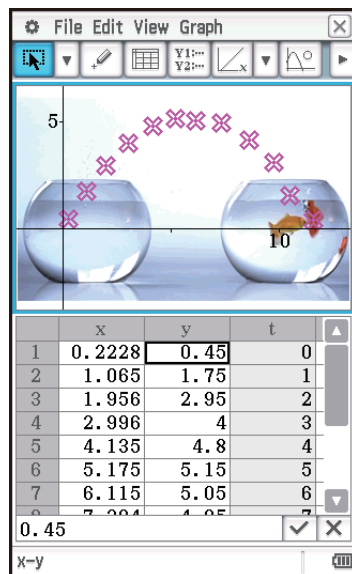 File Edit View Graph
Y1:···
Y2:···
x
5
10
x y t
1 0.2228 0.45 0
2 1.065 1.75 1
3 1.956 2.95 2
4 2.996 4 3
5 4.135 4.8 4
6 5.175 5.15 5
7 6.115 5.05 6
0.45
x-y